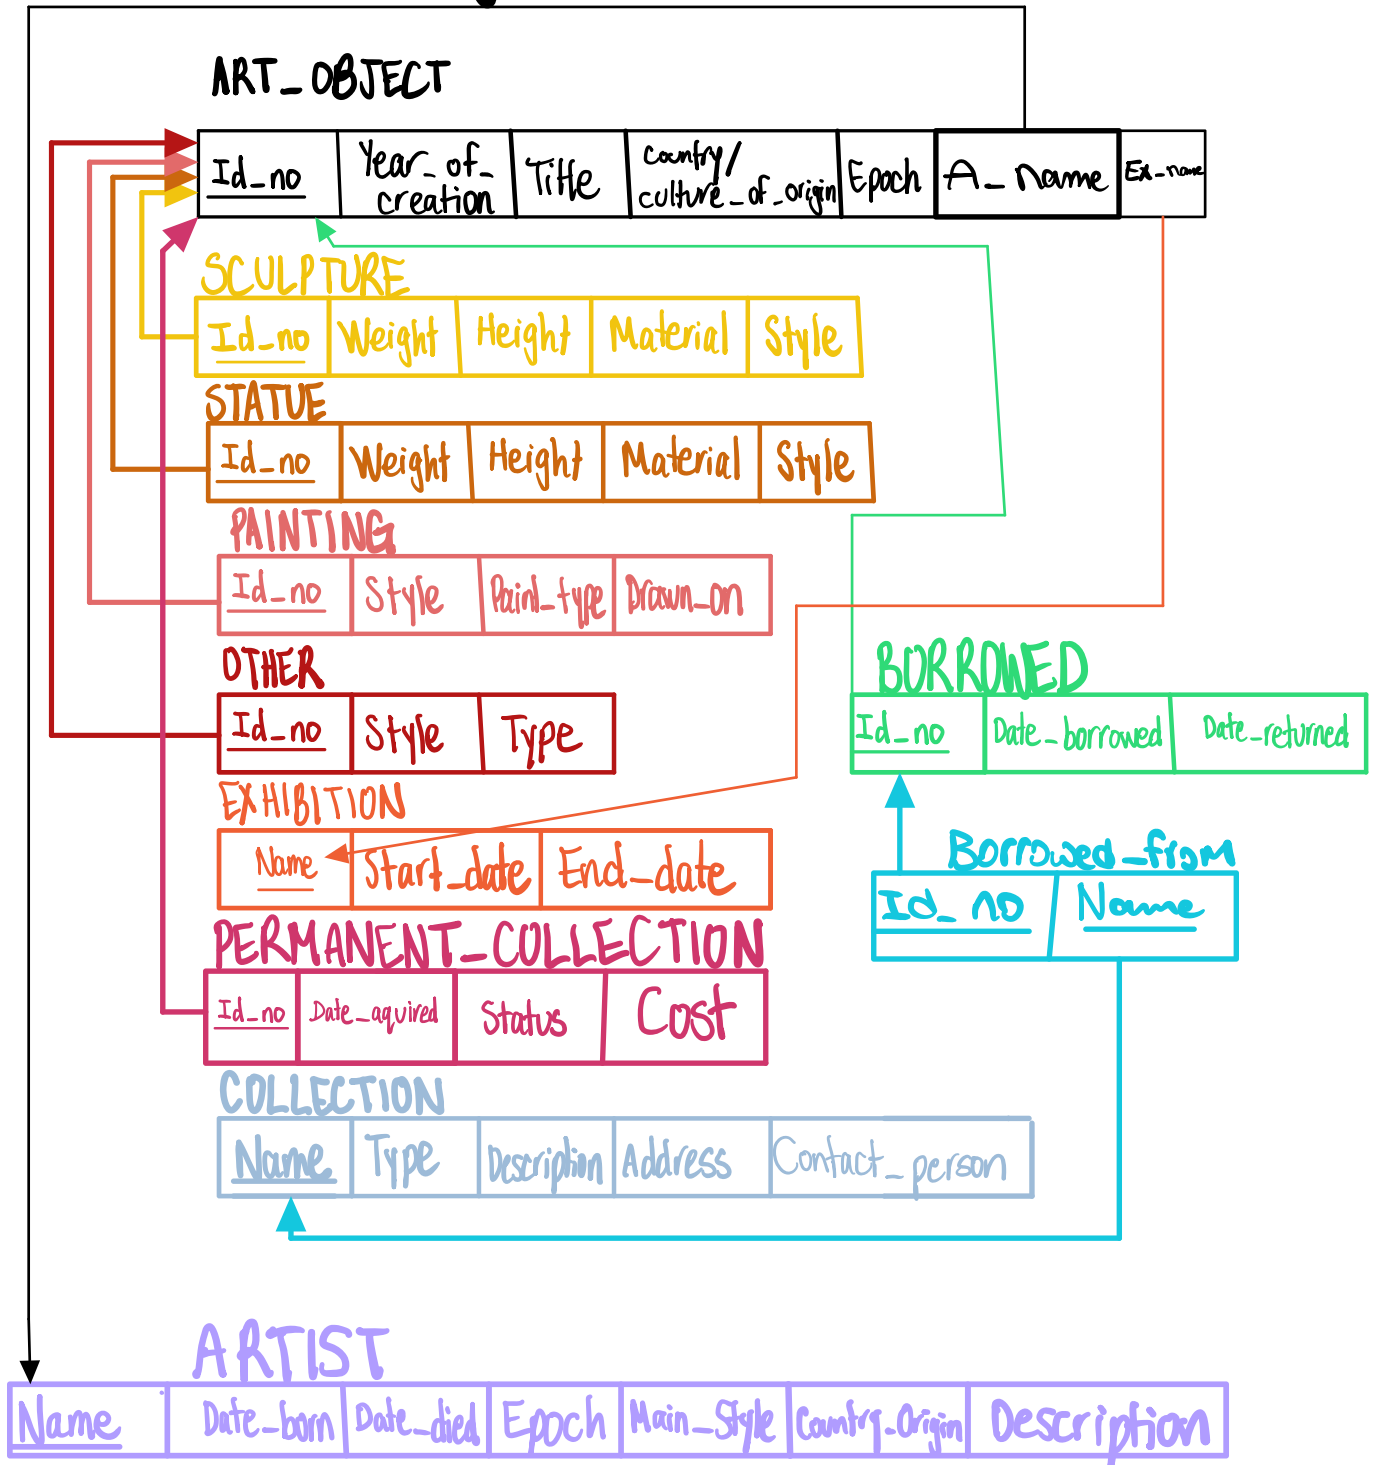 ART_OBJECT
Id_no Year_of_creation Title Country/culture_of_origin Epoch A_Name Ex_name
SCULPTURE
Id_no Weight Height Material Style
STATUE
Id_no Weight Height Material Style
PAINTING
Id_no Style Paint_type Drawn_on
OTHER
Id_no Style Type
BORROWED
Id_no Date_borrowed Date_returned
EXHIBITION
Name Start_date End_date
Borrowed_from
Id_no Name
PERMANENT_COLLECTION
Id_no Date_aquired Status Cost
COLLECTION
Name Type Description Address Contact_person
ARTIST
Name Date_born Date_died Epoch Main_Style Country_Origin Description